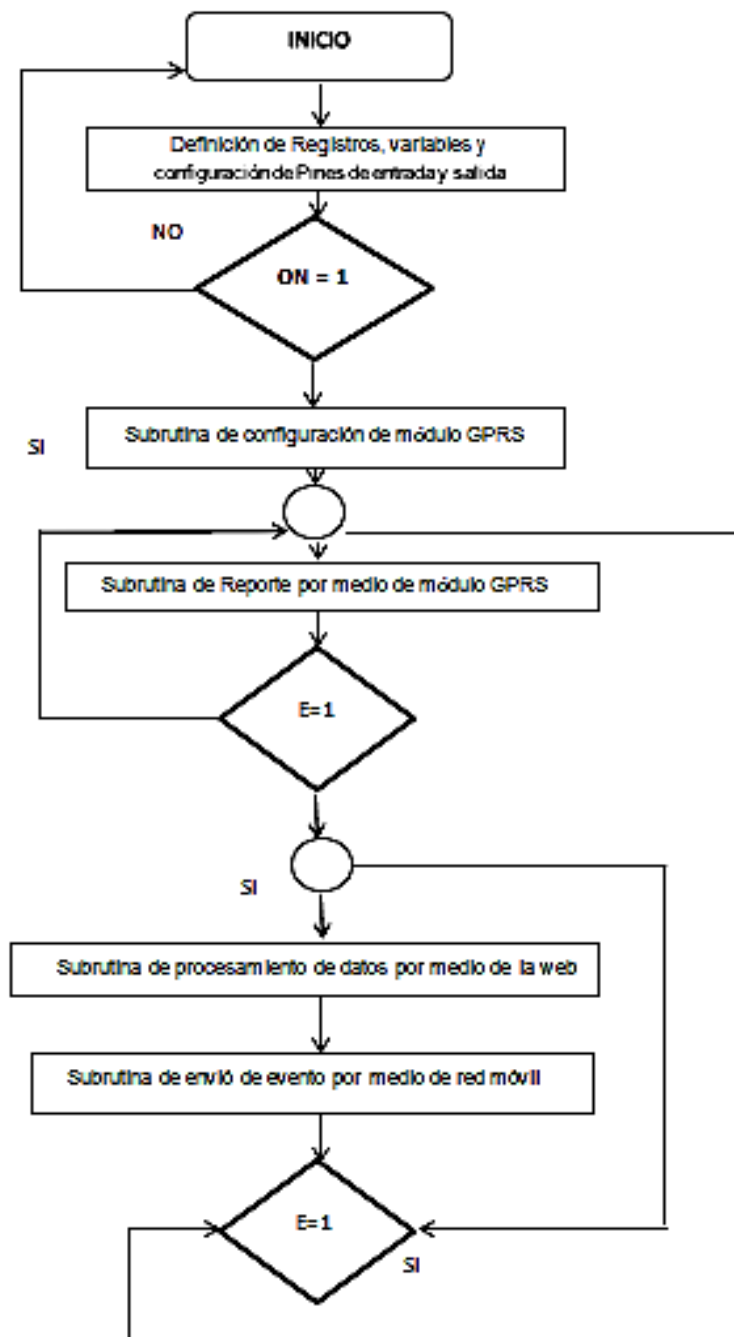 INICIO
Definición de Registros, variables y
configuración de Pines de entrada y salida
NO
ON = 1
Subrutina de configuración de módulo GPRS
SI
Subrutina de Reporte por medio de módulo GPRS
E=1
SI
Subrutina de procesamiento de datos por medio de la web
Subrutina de envió de evento por medio de red móvil
E=1
SI